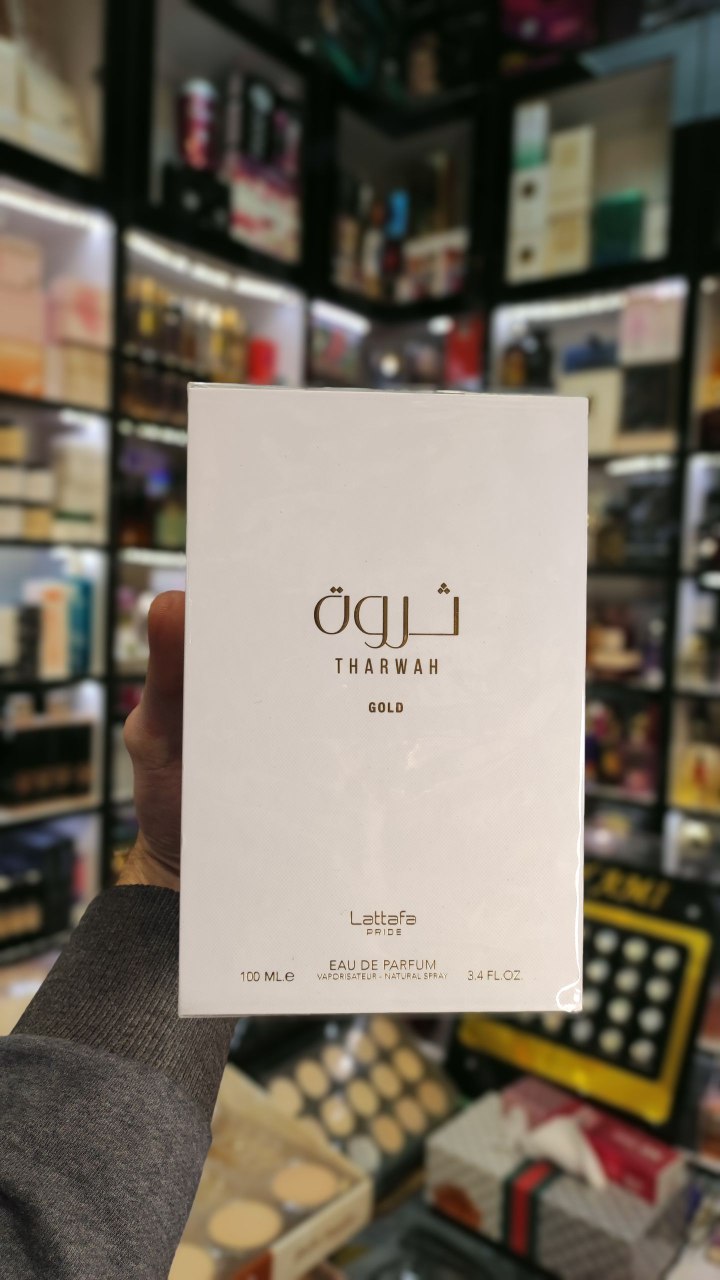 ثروة
THARWAH
GOLD
Lattafa
PRIDE
100 ML.e
EAU DE PARFUM
VAPORISATEUR - NATURAL SPRAY
3.4 FL.OZ.